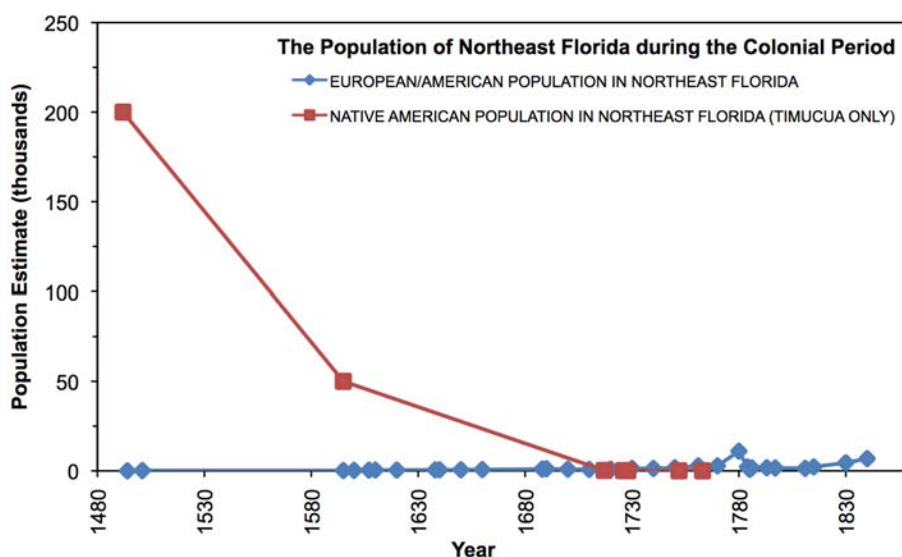 The Population of Northeast Florida during the Colonial Period
EUROPEAN/AMERICAN POPULATION IN NORTHEAST FLORIDA
NATIVE AMERICAN POPULATION IN NORTHEAST FLORIDA (TIMUCUA ONLY)
Population Estimate (thousands)
250
200
150
100
50
0
1480
1530
1580
1630
1680
1730
1780
1830
Year